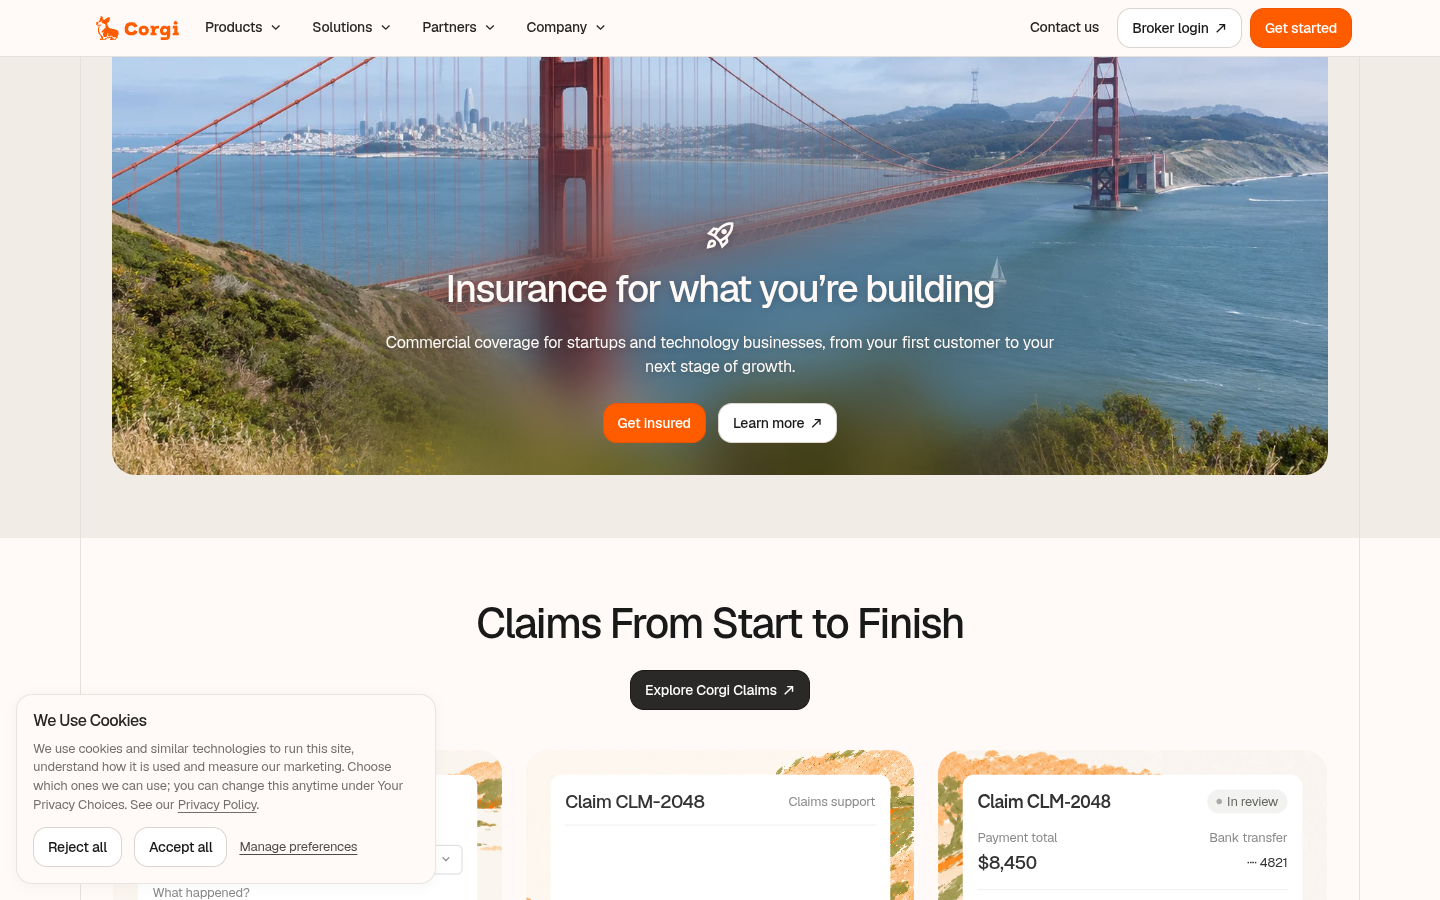 Corgi
Products
Solutions
Partners
Company
Contact us
Broker login
Get started
Insurance for what you’re building
Commercial coverage for startups and technology businesses, from your first customer to your
next stage of growth.
Get insured
Learn more
Claims From Start to Finish
Explore Corgi Claims
We Use Cookies
We use cookies and similar technologies to run this site,
understand how it is used and measure our marketing. Choose
which ones we can use; you can change this anytime under Your
Privacy Choices. See our Privacy Policy.
Reject all
Accept all
Manage preferences
What happened?
Claim CLM-2048
Claims support
Claim CLM-2048
In review
Payment total
Bank transfer
$8,450
···· 4821